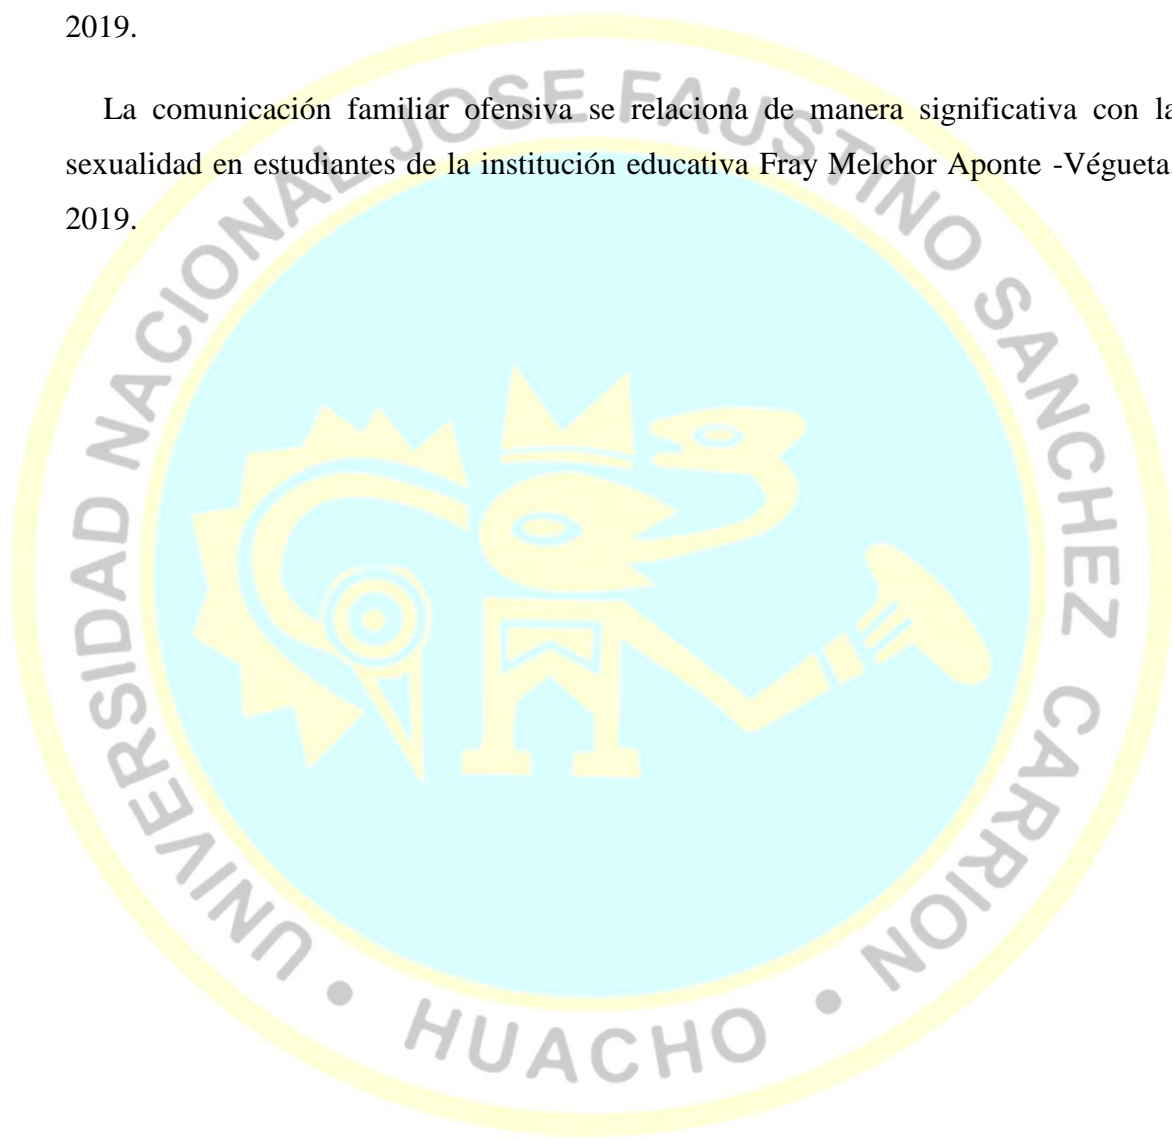 2019.
La comunicación familiar ofensiva se relaciona de manera significativa con la
sexualidad en estudiantes de la institución educativa Fray Melchor Aponte -Végueta.
2019.
UNIVERSIDAD NACIONAL JOSE FAUSTINO SANCHEZ CARRION • HUACHO •